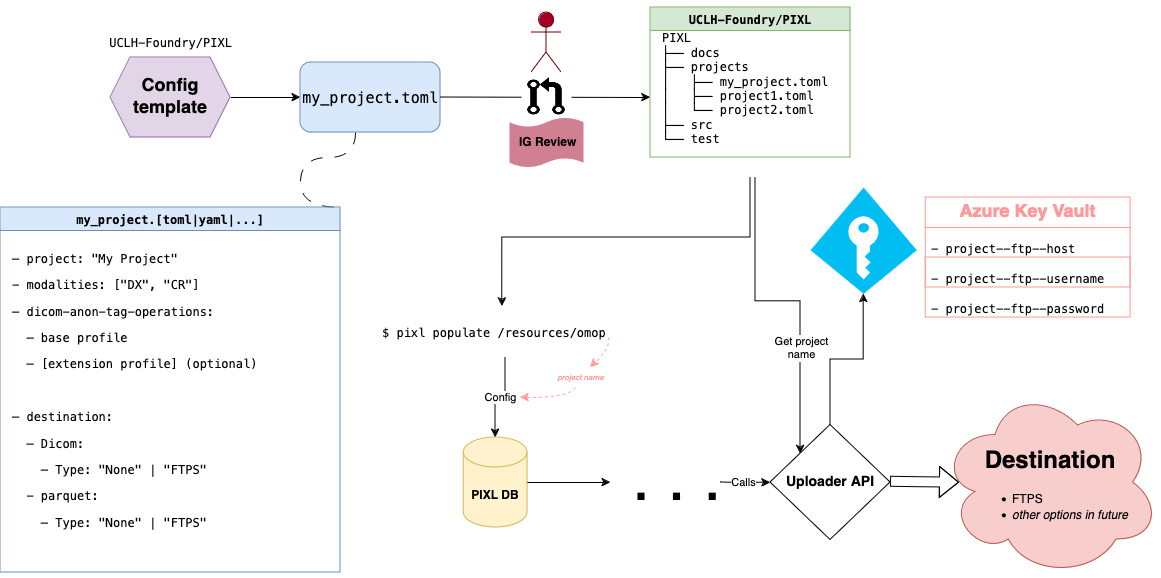 UCLH-Foundry/PIXL
Config
template
my_project.toml
IG Review
UCLH-Foundry/PIXL
PIXL
├── docs
├── projects
│   ├── my_project.toml
│   ├── project1.toml
│   └── project2.toml
├── src
└── test
my_project.[toml|yaml|...]
– project: "My Project"
– modalities: ["DX", "CR"]
– dicom-anon-tag-operations:
– base profile
– [extension profile] (optional)
– destination:
– Dicom:
– Type: "None" | "FTPS"
– parquet:
– Type: "None" | "FTPS"
$ pixl populate /resources/omop
project name
Config
PIXL DB
. . .
Calls
Get project
name
Uploader API
Azure Key Vault
– project--ftp--host
– project--ftp--username
– project--ftp--password
Destination
• FTPS
• other options in future